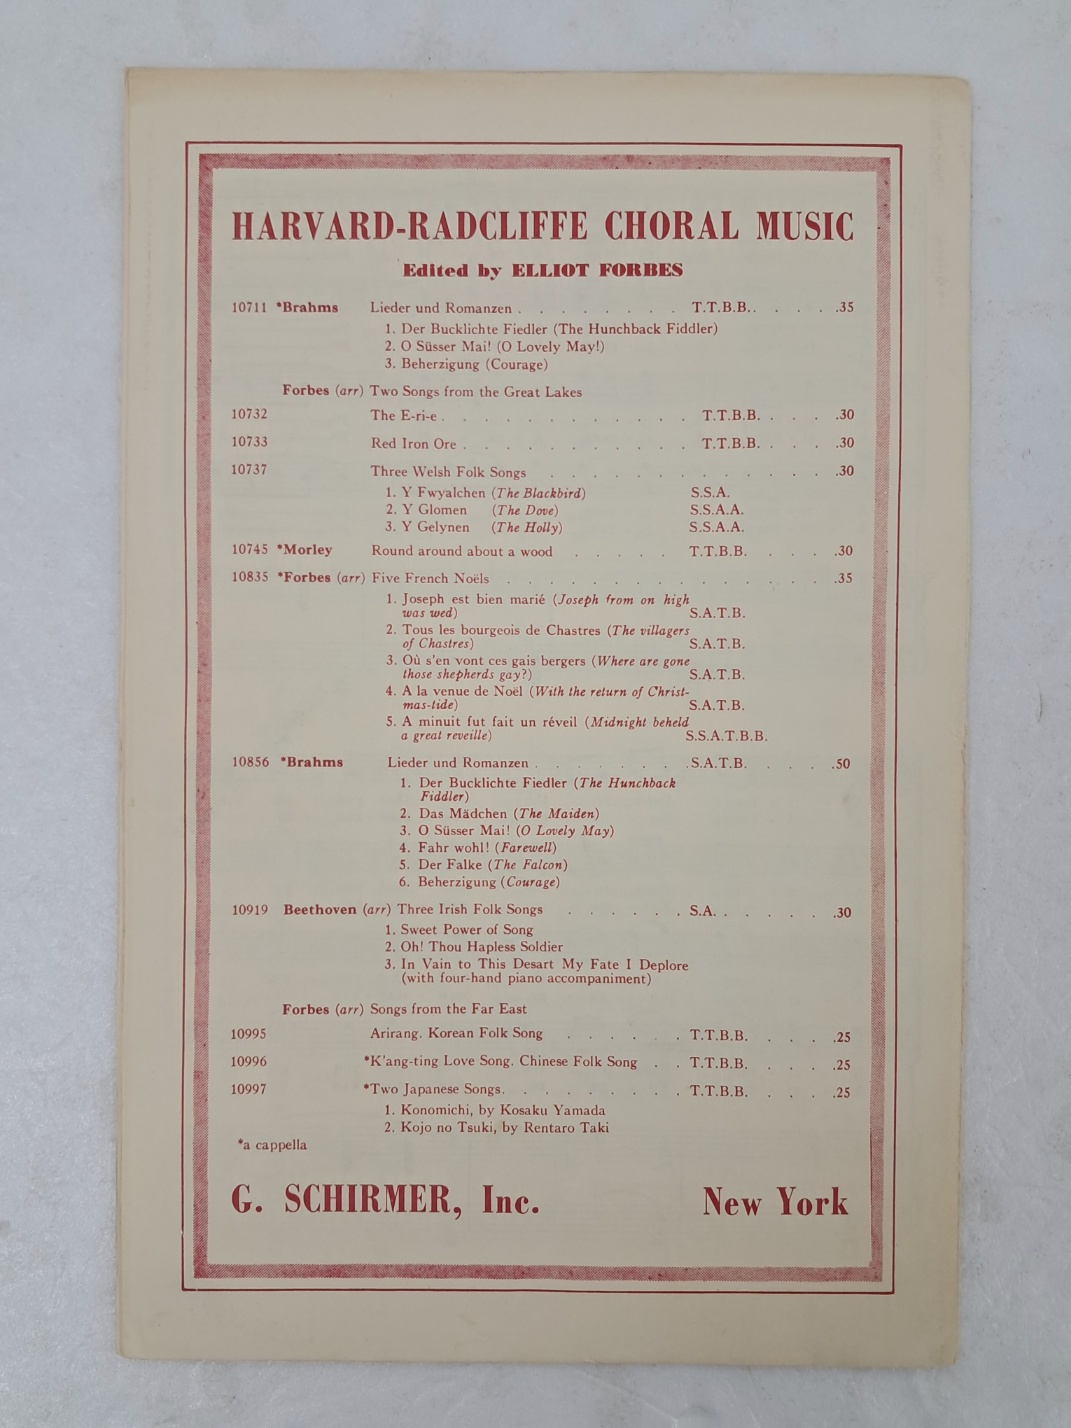 HARVARD-RADCLIFFE CHORAL MUSIC
Edited by ELLIOT FORBES
10711 *Brahms Lieder und Romanzen . . . . . . . . T.T.B.B. . . . . .35
1. Der Bucklichte Fiedler (The Hunchback Fiddler)
2. O Süsser Mai! (O Lovely May!)
3. Beherzigung (Courage)
Forbes (arr) Two Songs from the Great Lakes
10732 The E-ri-e . . . . . . . . . . . . T.T.B.B. . . . .30
10733 Red Iron Ore . . . . . . . . . . . T.T.B.B. . . . .30
10737 Three Welsh Folk Songs . . . . . . . . . . . . .30
1. Y Fwyalchen (The Blackbird) S.S.A.
2. Y Glomen (The Dove) S.S.A.A.
3. Y Gelynen (The Holly) S.S.A.A.
10745 *Morley Round around about a wood . . . . . T.T.B.B. . . . .30
10835 *Forbes (arr) Five French Noëls . . . . . . . . . . . . . . .35
1. Joseph est bien marié (Joseph from on high
was wed) S.A.T.B.
2. Tous les bourgeois de Chastres (The villagers
of Chastres) S.A.T.B.
3. Où s'en vont ces gais bergers (Where are gone
those shepherds gay?) S.A.T.B.
4. A la venue de Noël (With the return of Christ-
mas-tide) S.A.T.B.
5. A minuit fut fait un réveil (Midnight beheld
a great reveille) S.S.A.T.B.B.
10856 *Brahms Lieder und Romanzen . . . . . . . S.A.T.B. . . . .50
1. Der Bucklichte Fiedler (The Hunchback
Fiddler)
2. Das Mädchen (The Maiden)
3. O Süsser Mai! (O Lovely May)
4. Fahr wohl! (Farewell)
5. Der Falke (The Falcon)
6. Beherzigung (Courage)
10919 Beethoven (arr) Three Irish Folk Songs . . . . . . S.A. . . . . . .30
1. Sweet Power of Song
2. Oh! Thou Hapless Soldier
3. In Vain to This Desart My Fate I Deplore
(with four-hand piano accompaniment)
Forbes (arr) Songs from the Far East
10995 Arirang. Korean Folk Song . . . . . . T.T.B.B. . . . .25
10996 *K'ang-ting Love Song. Chinese Folk Song . . T.T.B.B. . . . .25
10997 *Two Japanese Songs. . . . . . . . T.T.B.B. . . . .25
1. Konomichi, by Kosaku Yamada
2. Kojo no Tsuki, by Rentaro Taki
*a cappella
G. SCHIRMER, Inc. New York